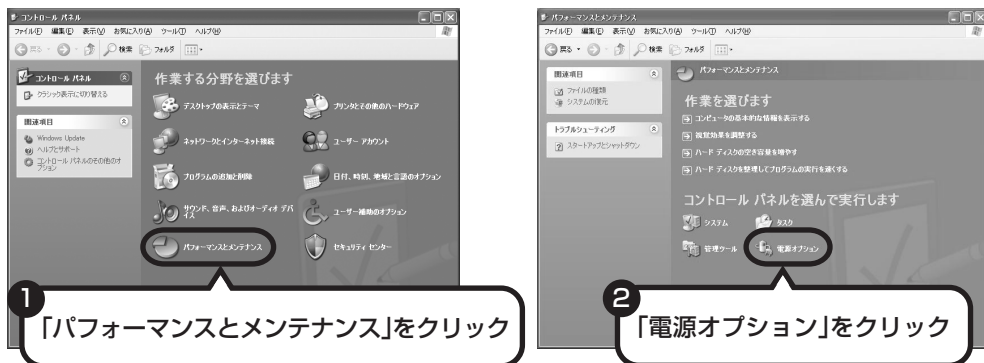 コントロール パネル
ファイル(F) 編集(E) 表示(V) お気に入り(A) ツール(T) ヘルプ(H)
戻る 検索 フォルダ
コントロール パネル
クラシック表示に切り替える
関連項目
Windows Update
ヘルプとサポート
コントロール パネルのその他のオプション
作業する分野を選びます
デスクトップの表示とテーマ
プリンタとその他のハードウェア
ネットワークとインターネット接続
ユーザー アカウント
プログラムの追加と削除
日付、時刻、地域と言語のオプション
サウンド、音声、およびオーディオ デバイス
ユーザー補助のオプション
パフォーマンスとメンテナンス
セキュリティ センター
1
「パフォーマンスとメンテナンス」をクリック
パフォーマンスとメンテナンス
ファイル(F) 編集(E) 表示(V) お気に入り(A) ツール(T) ヘルプ(H)
戻る 検索 フォルダ
関連項目
ファイルの種類
システムの復元
トラブルシューティング
スタートアップとシャットダウン
パフォーマンスとメンテナンス
作業を選びます
コンピュータの基本的な情報を表示する
視覚効果を調整する
ハード ディスクの空き容量を増やす
ハード ディスクを整理してプログラムの実行を速くする
コントロール パネルを選んで実行します
システム
タスク
管理ツール
電源オプション
2
「電源オプション」をクリック